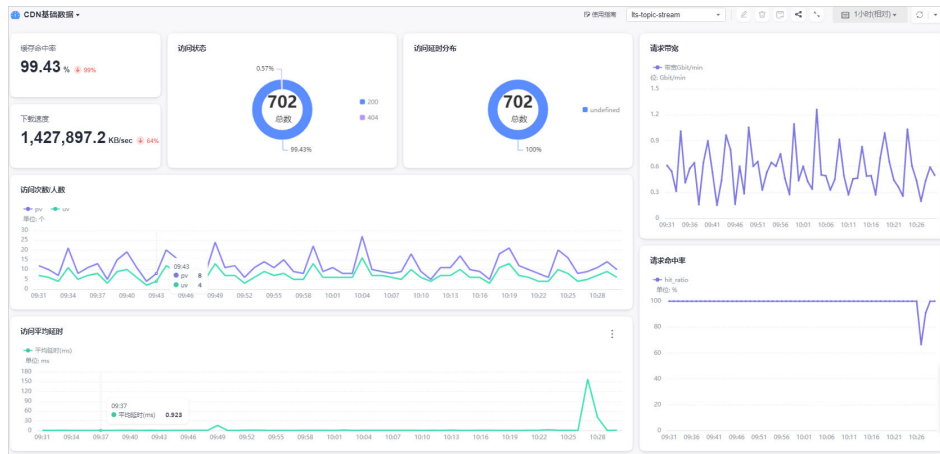 CDN基础数据
使用指南
lts-topic-stream
1小时(相对)
缓存命中率
99.43 % 99%
下载速度
1,427,897.2 KB/sec 64%
访问状态
0.57%
702
总数
99.43%
200
404
访问延时分布
702
总数
100%
undefined
请求带宽
带宽Gbit/min
位: Gbit/min
1.5
1.2
0.9
0.6
0.3
0
09:31 09:36 09:41 09:46 09:51 09:56 10:01 10:06 10:11 10:16 10:21 10:26
访问次数/人数
pv uv
单位: 个
30
25
20
15
10
5
0
09:43
pv 8
uv 4
09:31 09:34 09:37 09:40 09:43 09:46 09:49 09:52 09:55 09:58 10:01 10:04 10:07 10:10 10:13 10:16 10:19 10:22 10:25 10:28
请求命中率
hit_ratio
单位: %
100
80
60
40
20
0
09:31 09:36 09:41 09:46 09:51 09:56 10:01 10:06 10:11 10:16 10:21 10:26
访问平均延时
平均延时(ms)
单位: ms
180
150
120
90
60
30
0
09:37
平均延时(ms) 0.923
09:31 09:34 09:37 09:40 09:43 09:46 09:49 09:52 09:55 09:58 10:01 10:04 10:07 10:10 10:13 10:16 10:19 10:22 10:25 10:28